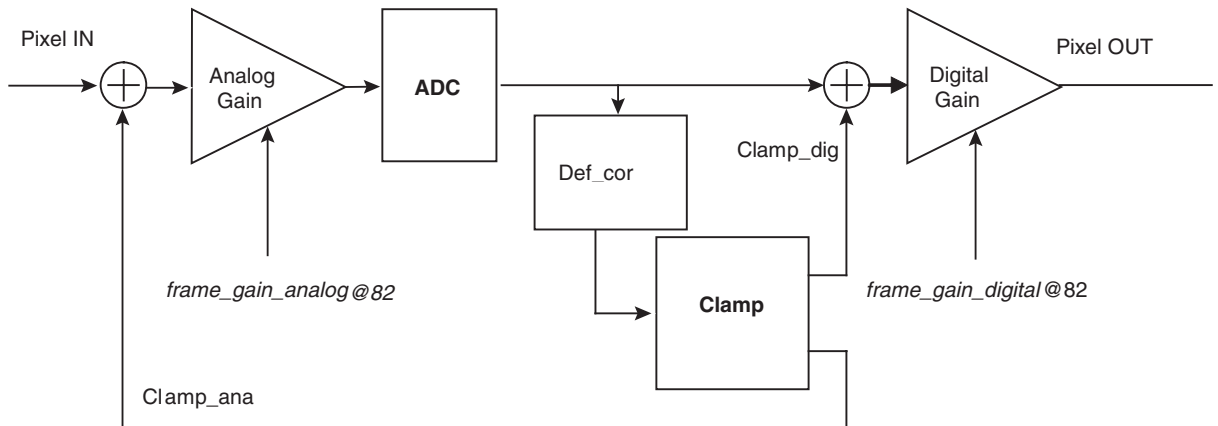 Pixel IN
Analog
Gain
ADC
Def_cor
Clamp_dig
Digital
Gain
Pixel OUT
frame_gain_analog@82
Clamp
frame_gain_digital@82
Clamp_ana